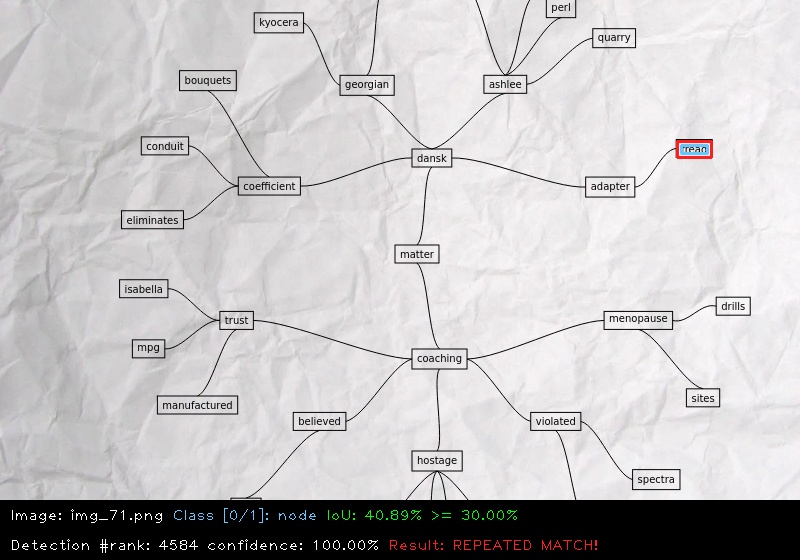 perl
kyocera
quarry
bouquets
georgian
ashlee
conduit
dansk
coefficient
adapter
eliminates
matter
isabella
drills
trust
menopause
mpg
coaching
sites
manufactured
believed
violated
hostage
spectra
Image: img_71.png Class [0/1]: node IoU: 40.89% >= 30.00%
Detection #rank: 4584 confidence: 100.00% Result: REPEATED MATCH!